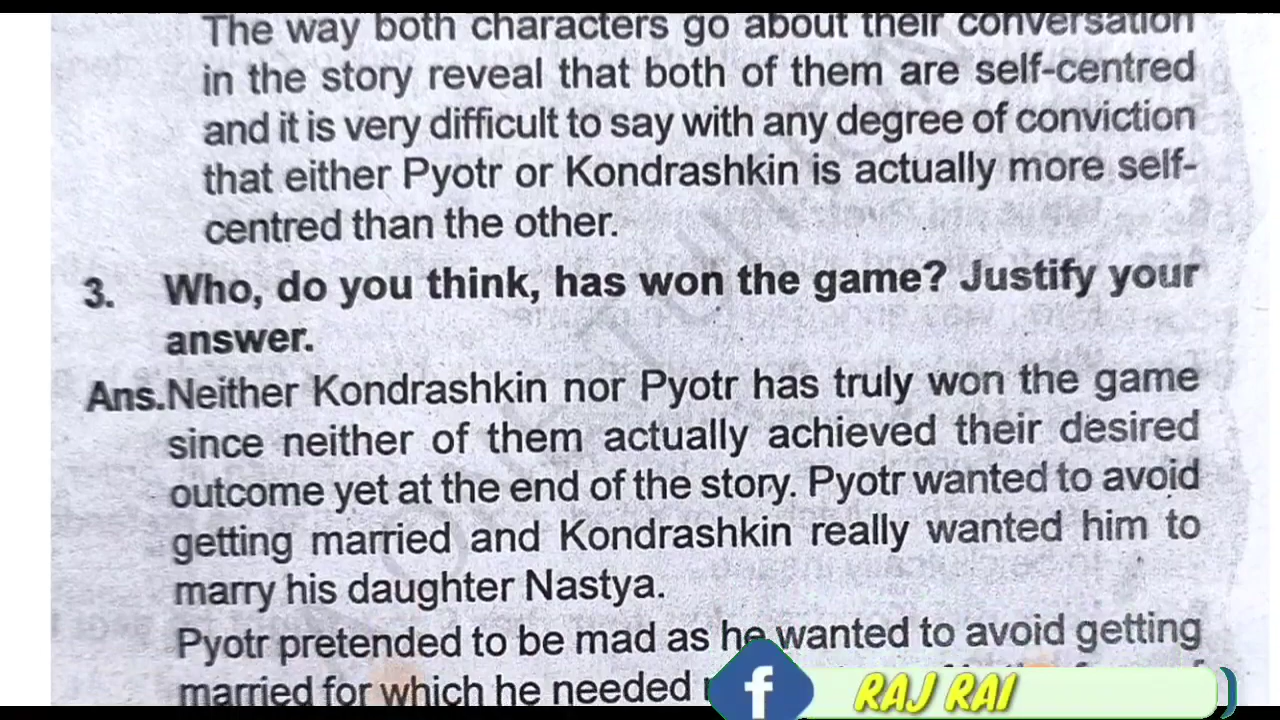 The way both characters go about their conversation
in the story reveal that both of them are self-centred
and it is very difficult to say with any degree of conviction
that either Pyotr or Kondrashkin is actually more self-
centred than the other.
3. Who, do you think, has won the game? Justify your
answer.
Ans. Neither Kondrashkin nor Pyotr has truly won the game
since neither of them actually achieved their desired
outcome yet at the end of the story. Pyotr wanted to avoid
getting married and Kondrashkin really wanted him to
marry his daughter Nastya.
Pyotr pretended to be mad as he wanted to avoid getting
married for which he needed
f RAJ RAI